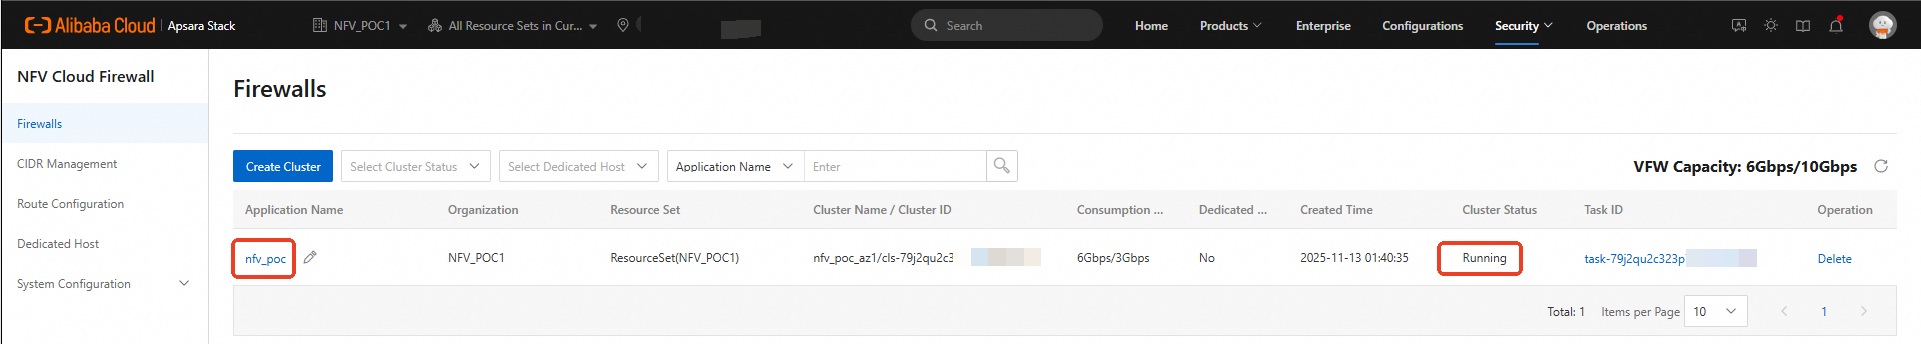 Alibaba Cloud | Apsara Stack NFV_POC1 All Resource Sets in Cur... Search Home Products Enterprise Configurations Security Operations
NFV Cloud Firewall
Firewalls
CIDR Management
Route Configuration
Dedicated Host
System Configuration
Firewalls
Create Cluster Select Cluster Status Select Dedicated Host Application Name Enter VFW Capacity: 6Gbps/10Gbps
Application Name Organization Resource Set Cluster Name / Cluster ID Consumption ... Dedicated ... Created Time Cluster Status Task ID Operation
nfv_poc NFV_POC1 ResourceSet(NFV_POC1) nfv_poc_az1/cls-79j2qu2c3 6Gbps/3Gbps No 2025-11-13 01:40:35 Running task-79j2qu2c323p Delete
Total: 1 Items per Page 10 1